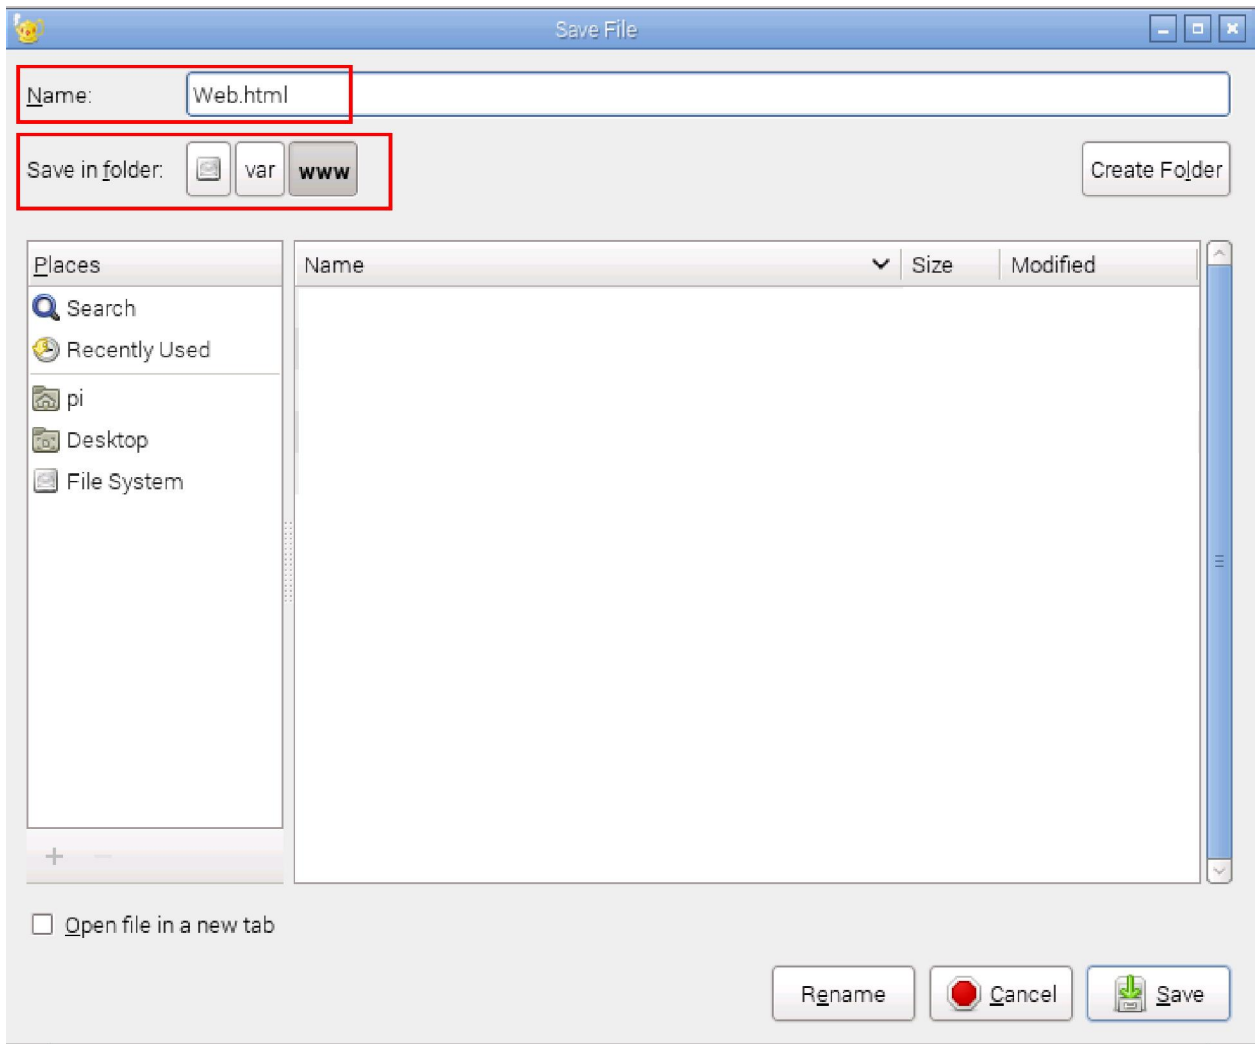 Save File
Name: Web.html
Save in folder: var www Create Folder
Places Name Size Modified
Search
Recently Used
pi
Desktop
File System
Open file in a new tab
Rename Cancel Save